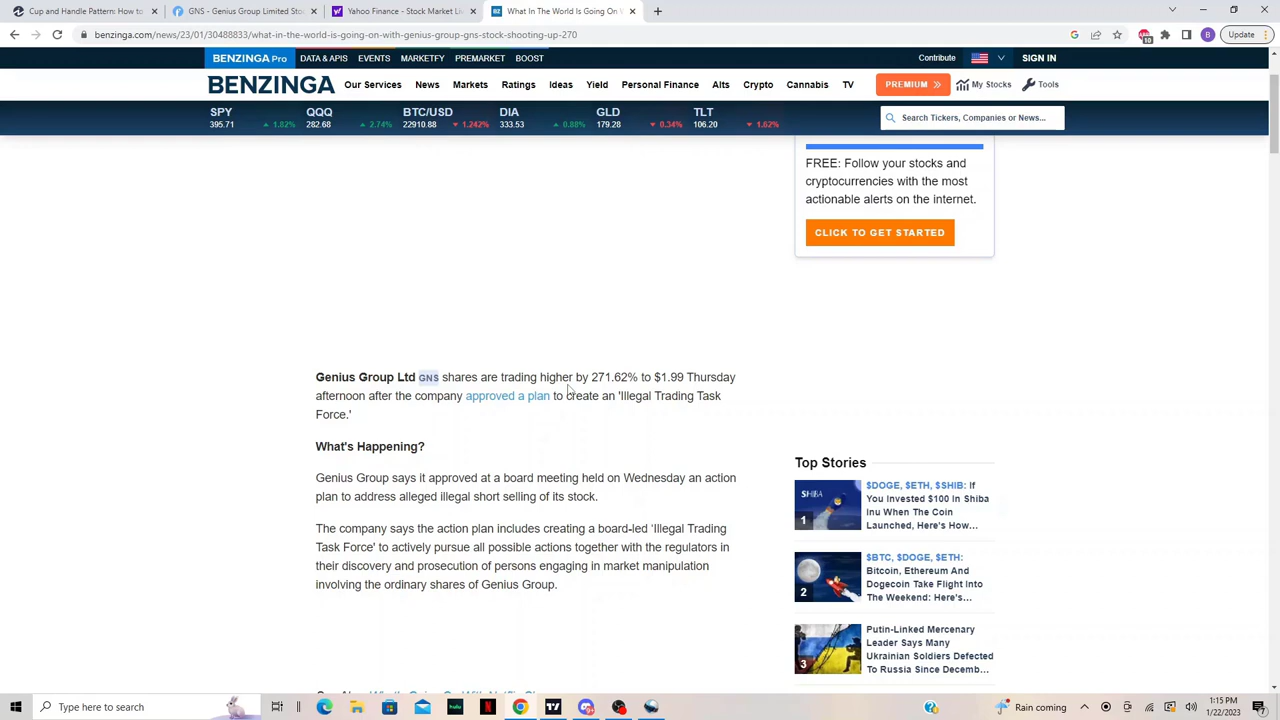 Cup and Handle Pattern: How to
GNS - Genius Group Limited Stoc
Yahoo Finance - Stock Market Li
What In The World Is Going On W
benzinga.com/news/23/01/30488833/what-in-the-world-is-going-on-with-genius-group-gns-stock-shooting-up-270
10
B
Update
BENZINGA Pro
DATA & APIS
EVENTS
MARKETFY
PREMARKET
BOOST
Contribute
SIGN IN
BENZINGA
Our Services
News
Markets
Ratings
Ideas
Yield
Personal Finance
Alts
Crypto
Cannabis
TV
PREMIUM
My Stocks
Tools
SPY
395.71
1.82%
QQQ
282.68
2.74%
BTC/USD
22910.88
1.242%
DIA
333.53
0.88%
GLD
179.28
0.34%
TLT
106.20
1.62%
Search Tickers, Companies or News...
FREE: Follow your stocks and
cryptocurrencies with the most
actionable alerts on the internet.
CLICK TO GET STARTED
Genius Group Ltd GNS shares are trading higher by 271.62% to $1.99 Thursday
afternoon after the company approved a plan to create an 'Illegal Trading Task
Force.'
What's Happening?
Genius Group says it approved at a board meeting held on Wednesday an action
plan to address alleged illegal short selling of its stock.
The company says the action plan includes creating a board-led 'Illegal Trading
Task Force' to actively pursue all possible actions together with the regulators in
their discovery and prosecution of persons engaging in market manipulation
involving the ordinary shares of Genius Group.
Top Stories
SHIBA
1
$DOGE, $ETH, $SHIB: If
You Invested $100 In Shiba
Inu When The Coin
Launched, Here's How...
2
$BTC, $DOGE, $ETH:
Bitcoin, Ethereum And
Dogecoin Take Flight Into
The Weekend: Here's...
3
Putin-Linked Mercenary
Leader Says Many
Ukrainian Soldiers Defected
To Russia Since Decemb...
Type here to search
hulu
N
Rain coming
1:15 PM
1/22/2023